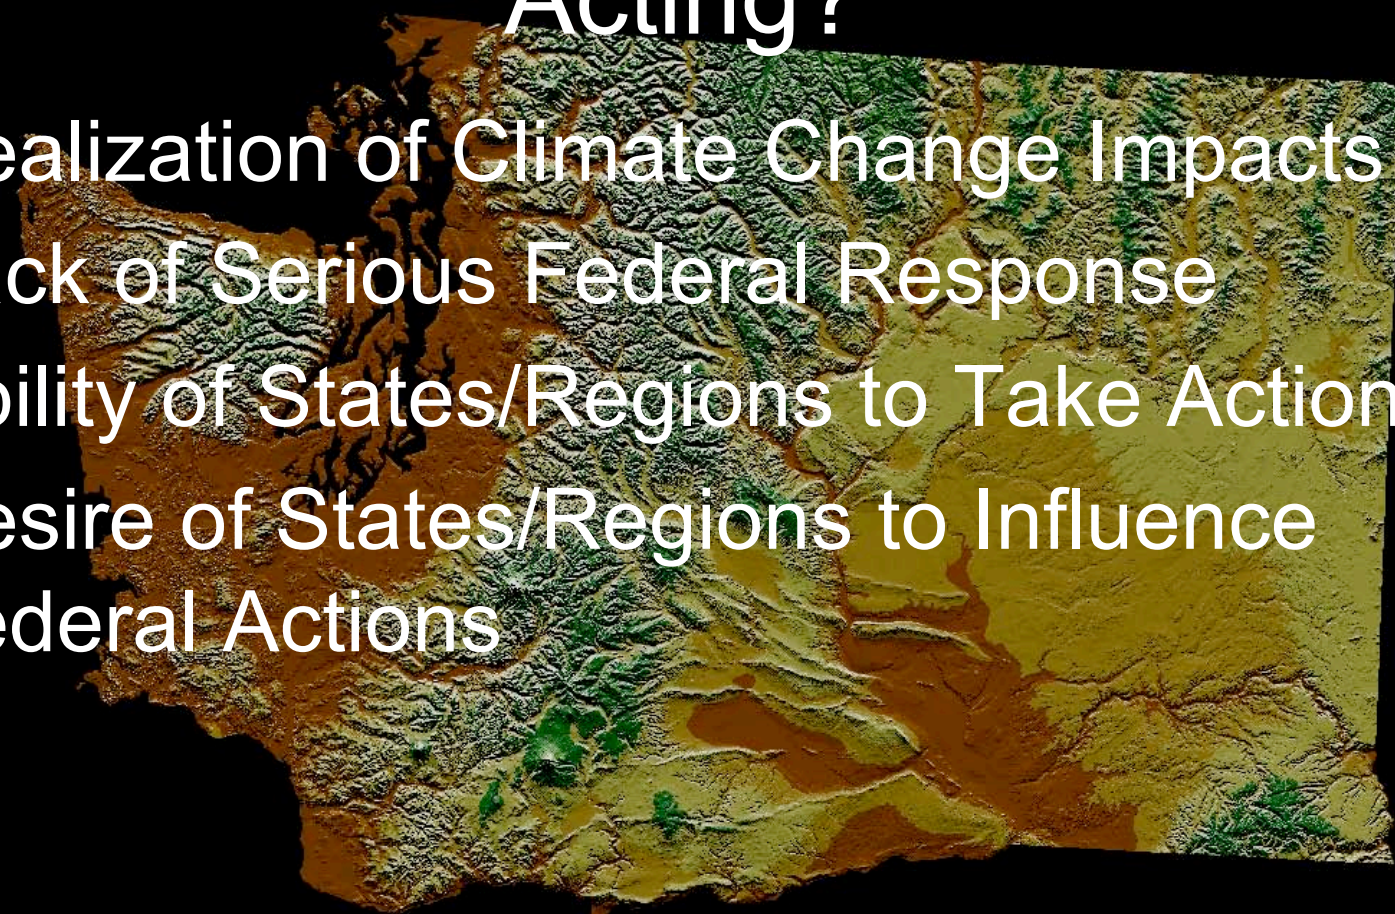 Acting?
ealization of Climate Change Impacts
ck of Serious Federal Response
bility of States/Regions to Take Action
esire of States/Regions to Influence
ederal Actions